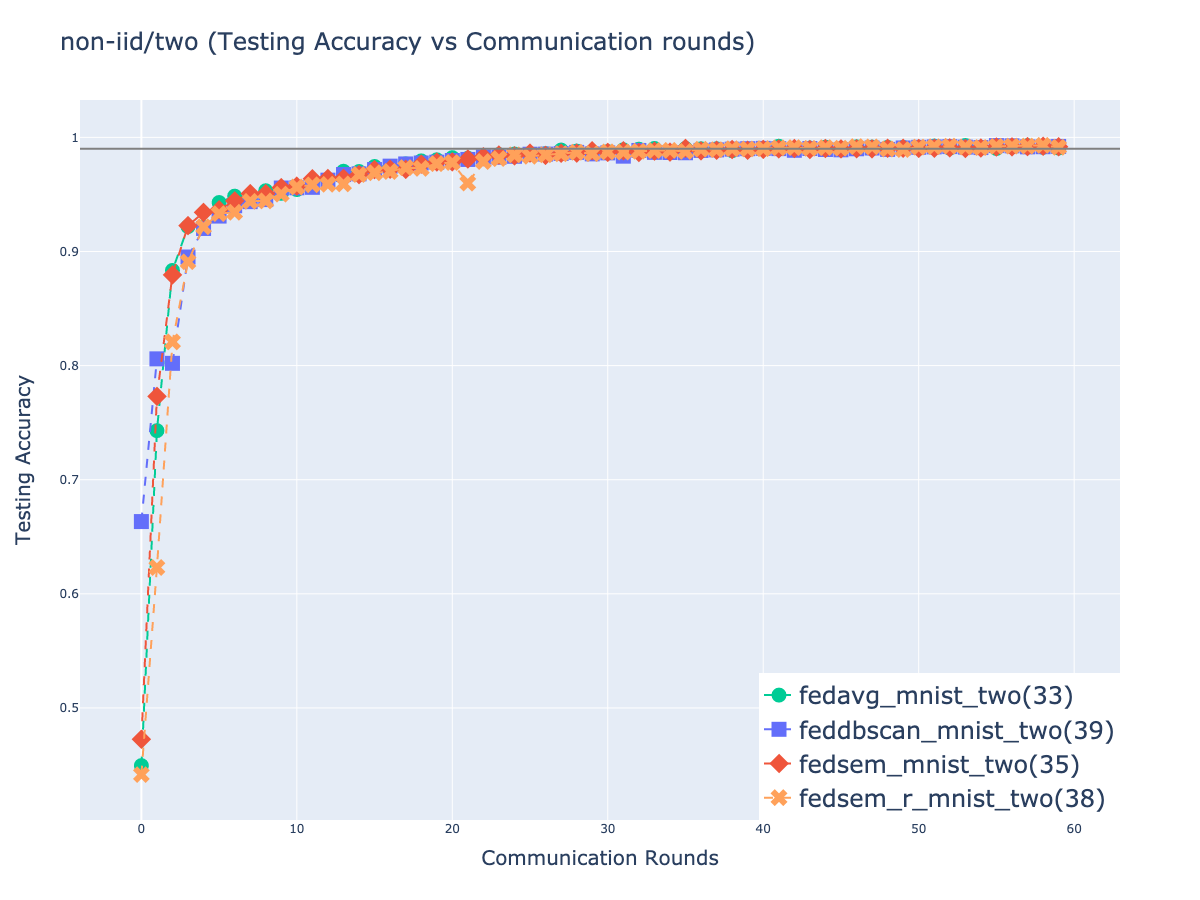 non-iid/two (Testing Accuracy vs Communication rounds)
1
0.9
0.8
0.7
0.6
0.5
Testing Accuracy
0
10
20
30
40
50
60
Communication Rounds
fedavg_mnist_two(33)
feddbscan_mnist_two(39)
fedsem_mnist_two(35)
fedsem_r_mnist_two(38)